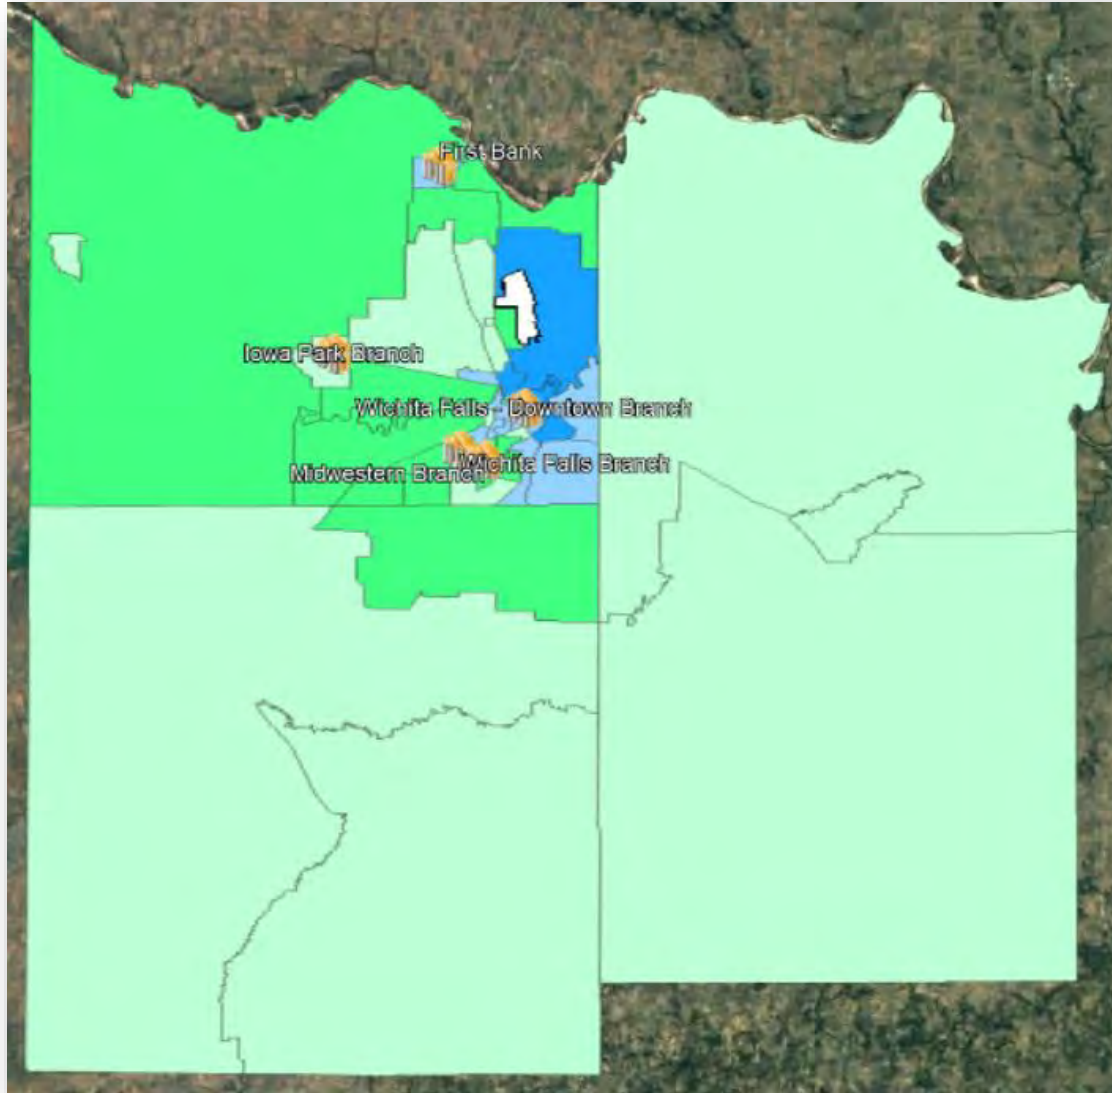 First Bank
Iowa Park Branch
Wichita Falls - Downtown Branch
Wichita Falls Branch
Midwestern Branch